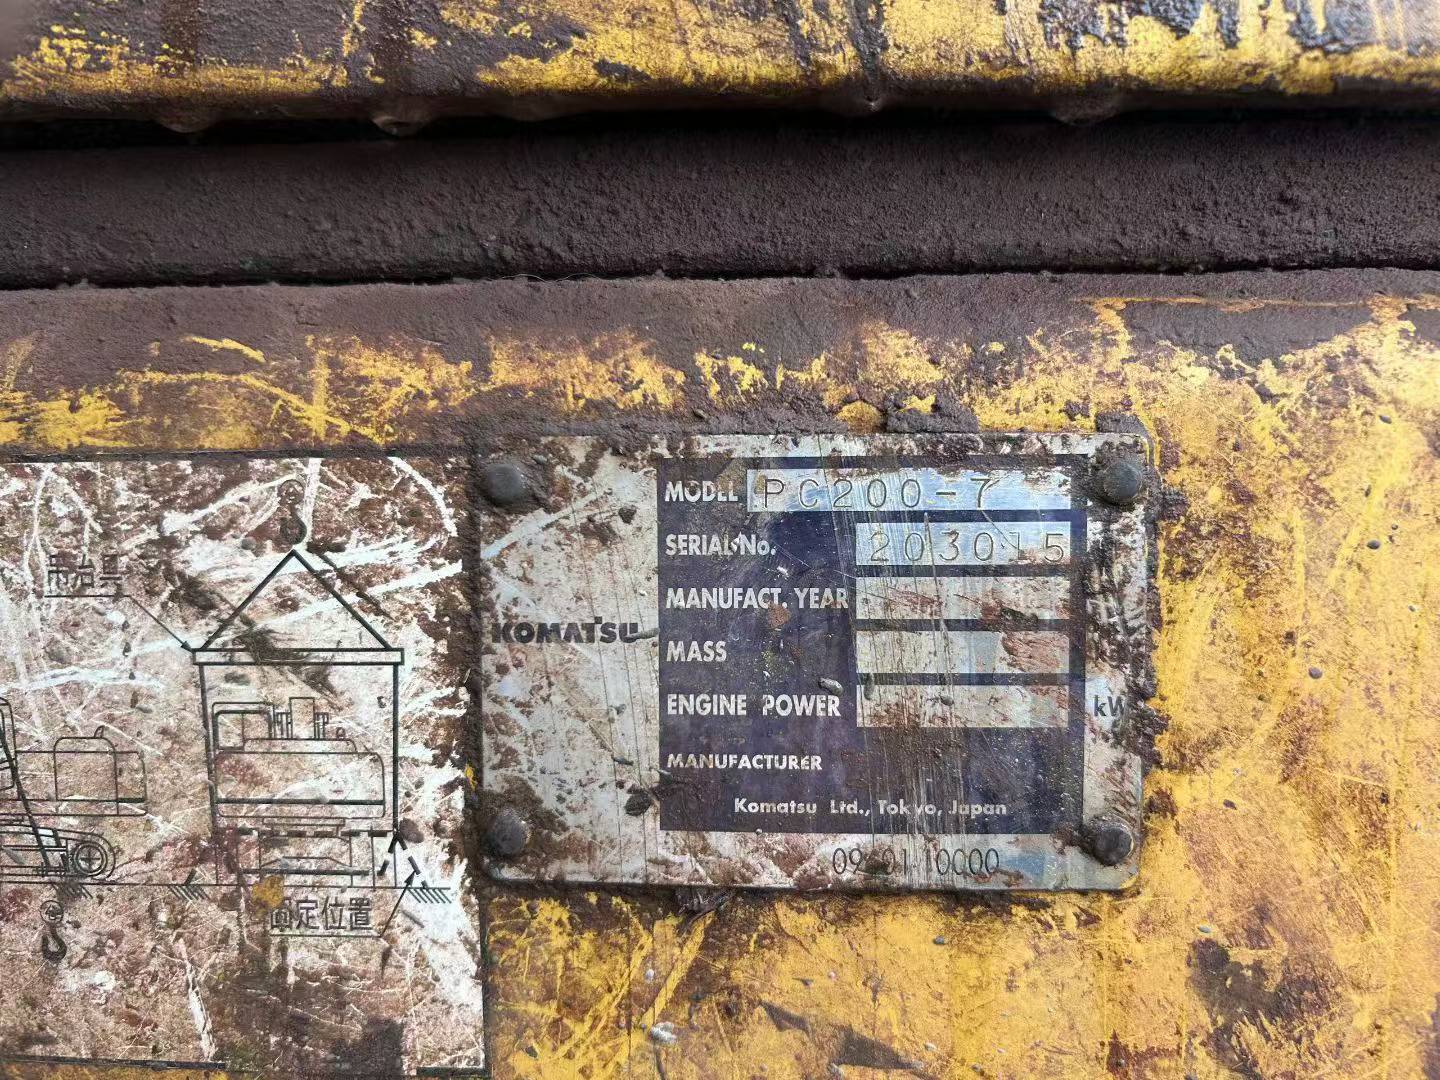 MODEL PC200-7
SERIAL No. 203015
MANUFACT. YEAR
MASS
KOMATSU
ENGINE POWER kW
MANUFACTURER
Komatsu Ltd., Tokyo, Japan
吊治具
固定位置